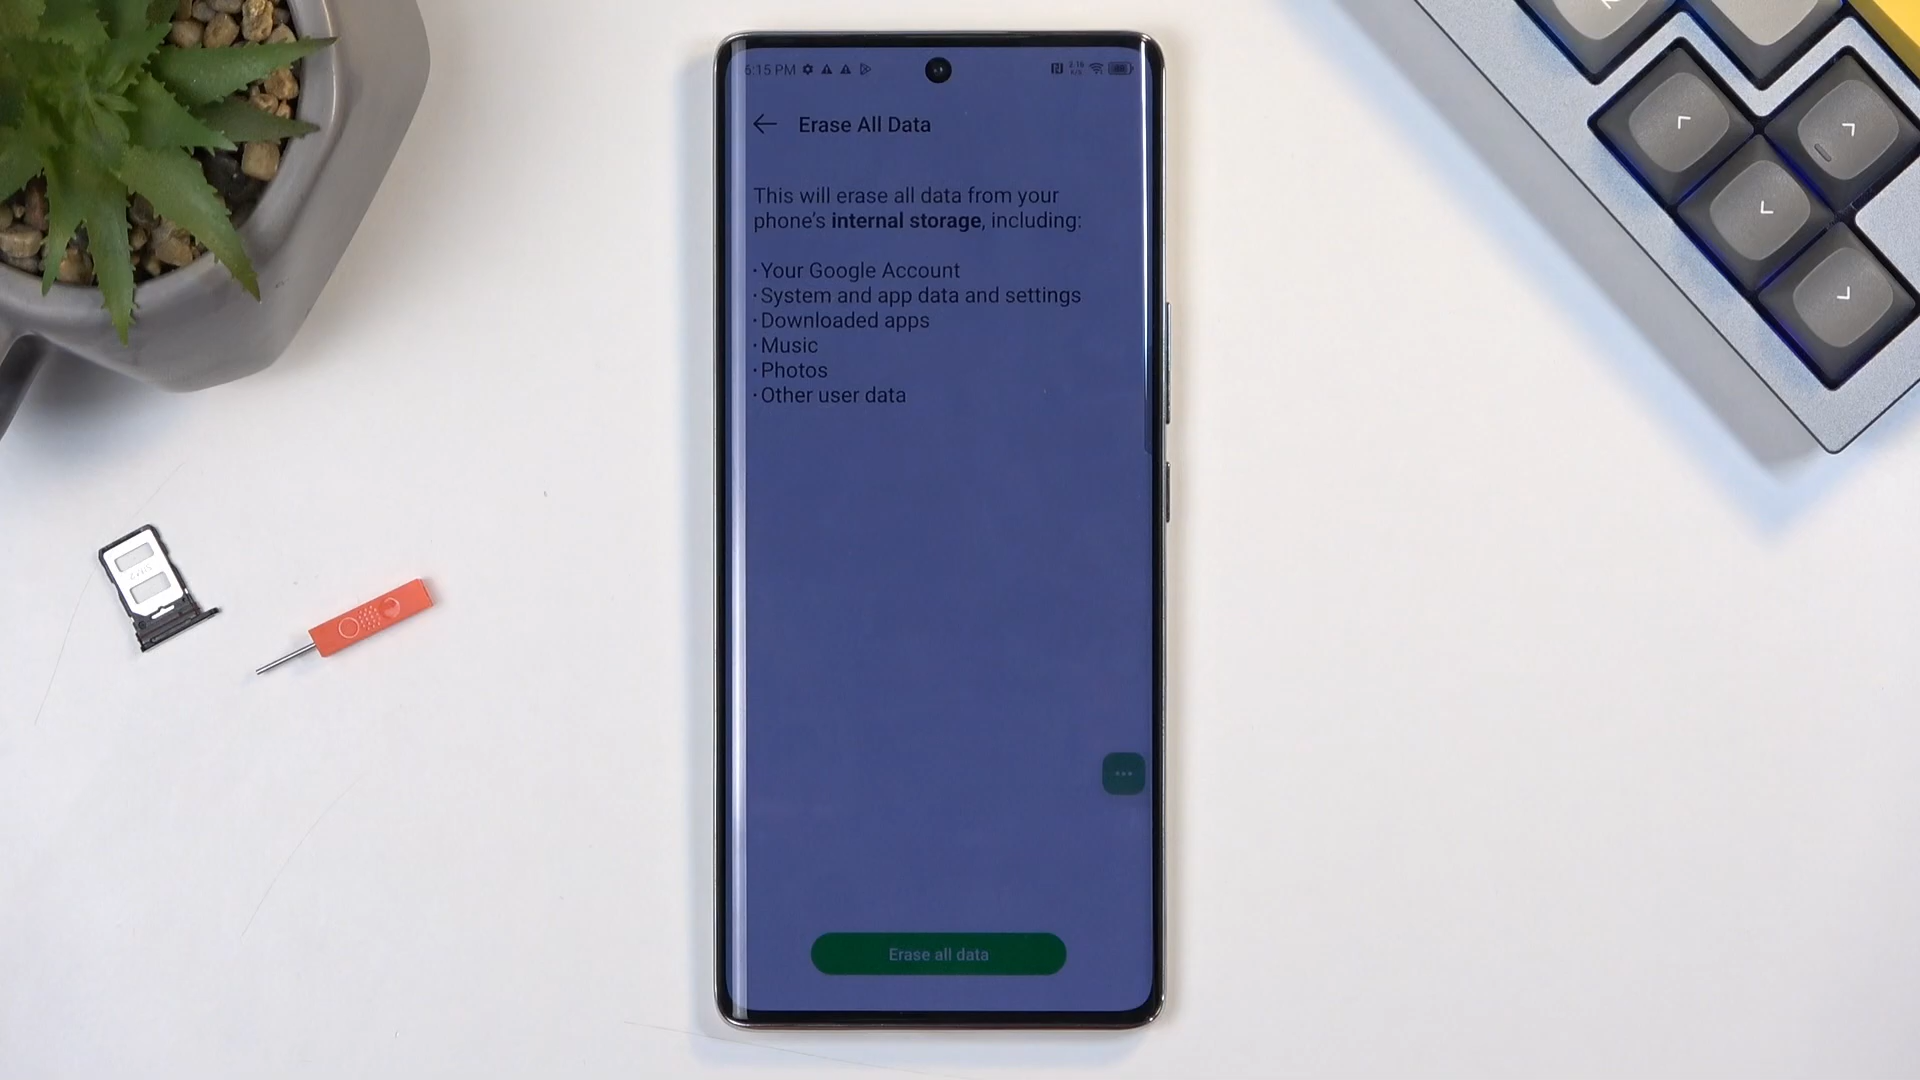 6:15 PM
Erase All Data
This will erase all data from your
phone's internal storage, including:
·Your Google Account
·System and app data and settings
·Downloaded apps
·Music
·Photos
·Other user data
Erase all data